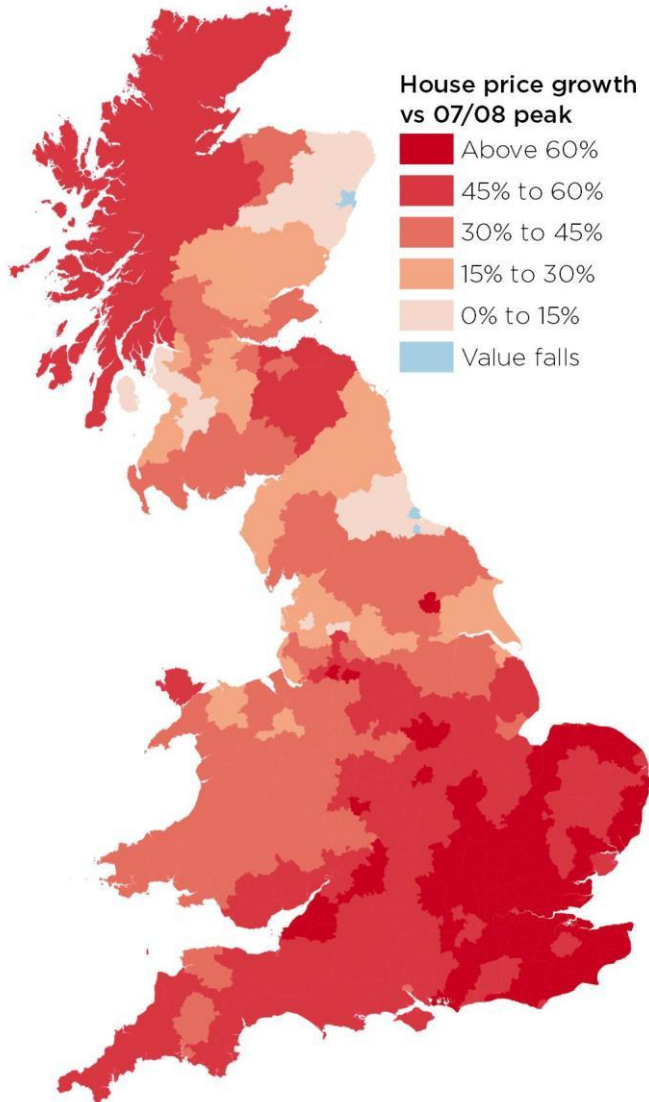 House price growth
vs 07/08 peak
Above 60%
45% to 60%
30% to 45%
15% to 30%
0% to 15%
Value falls